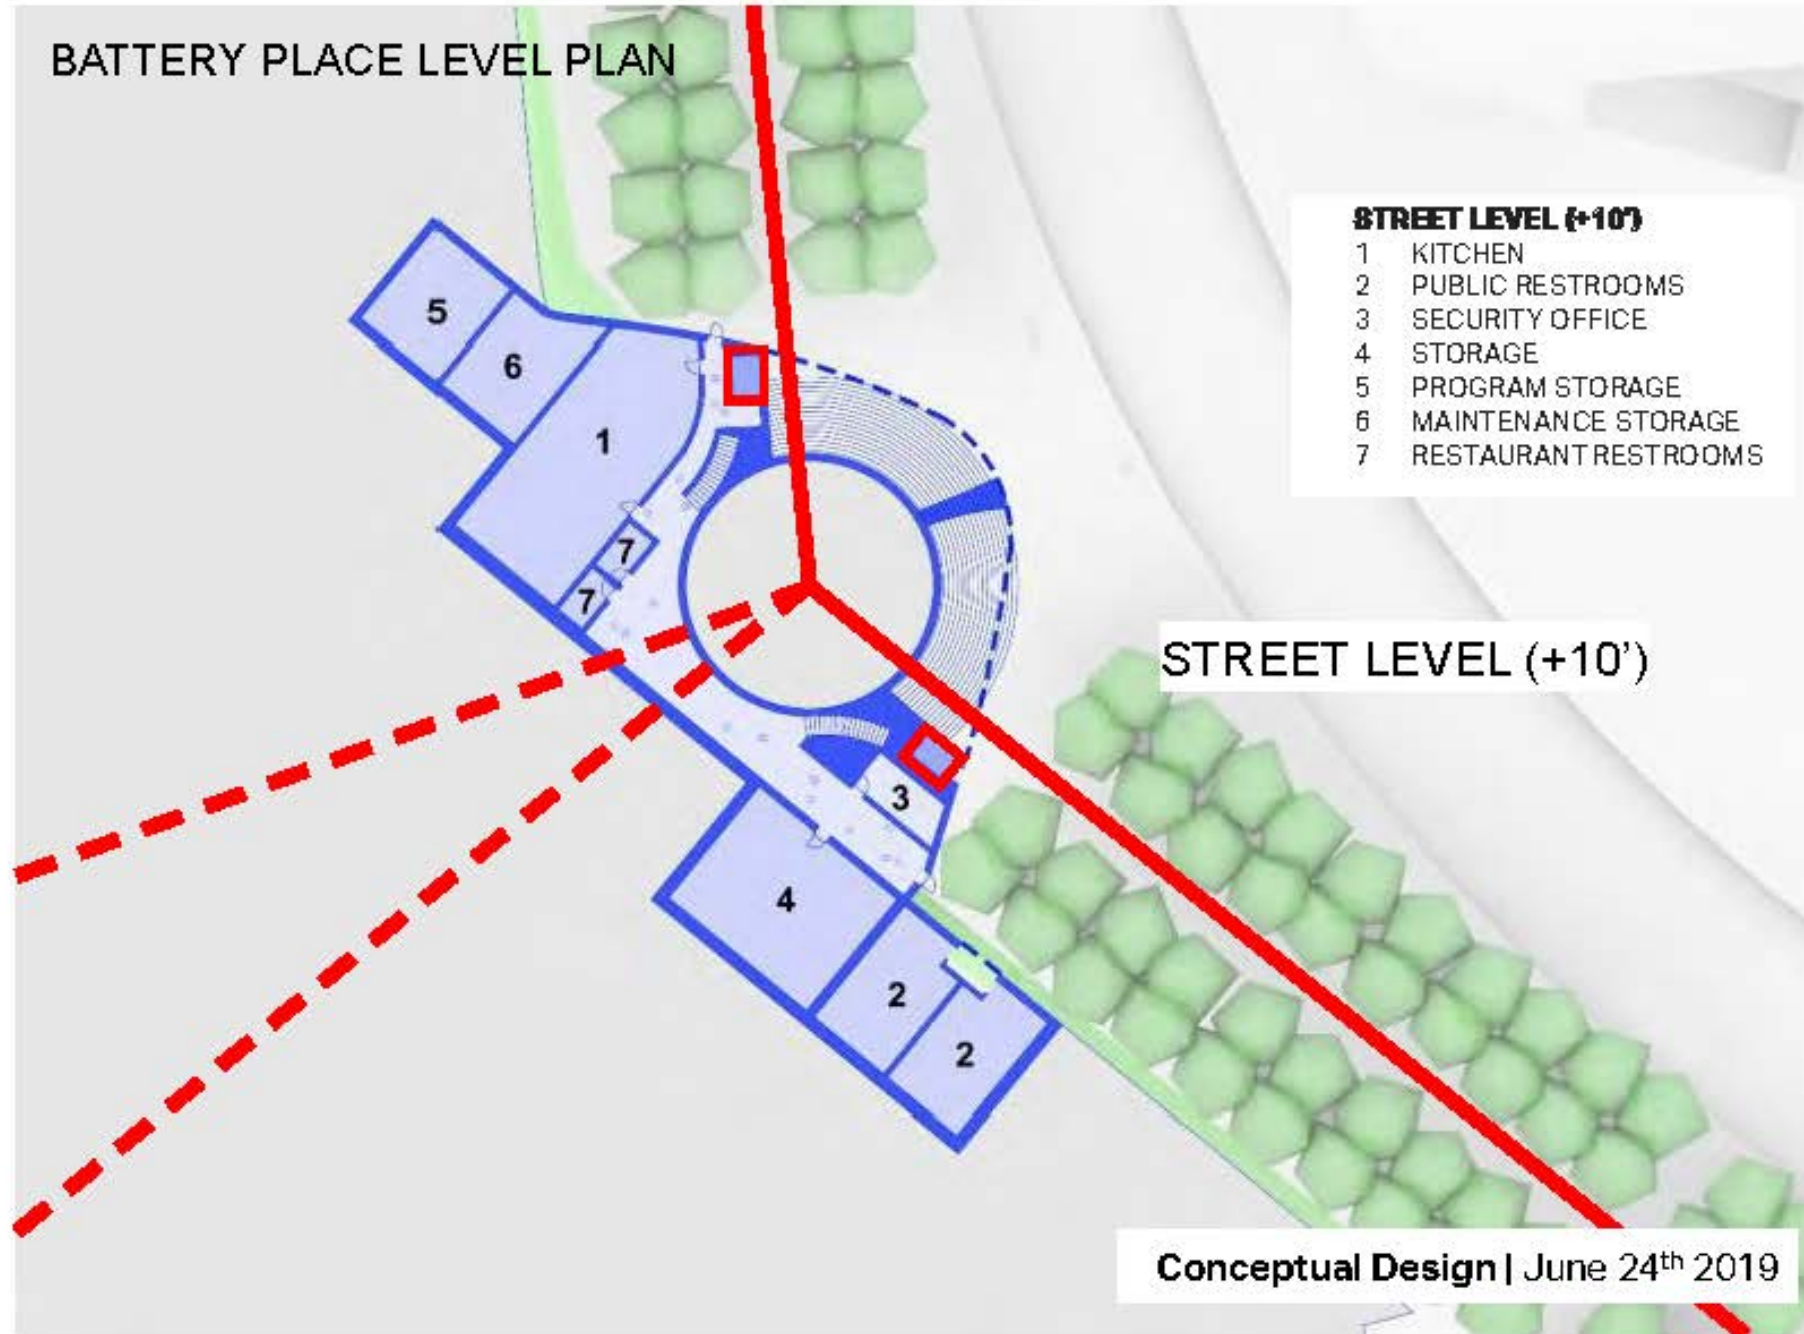 BATTERY PLACE LEVEL PLAN
STREET LEVEL (+10')
1 KITCHEN
2 PUBLIC RESTROOMS
3 SECURITY OFFICE
4 STORAGE
5 PROGRAM STORAGE
6 MAINTENANCE STORAGE
7 RESTAURANT RESTROOMS
5
6
1
7
7
STREET LEVEL (+10')
3
4
2
2
Conceptual Design | June 24th 2019